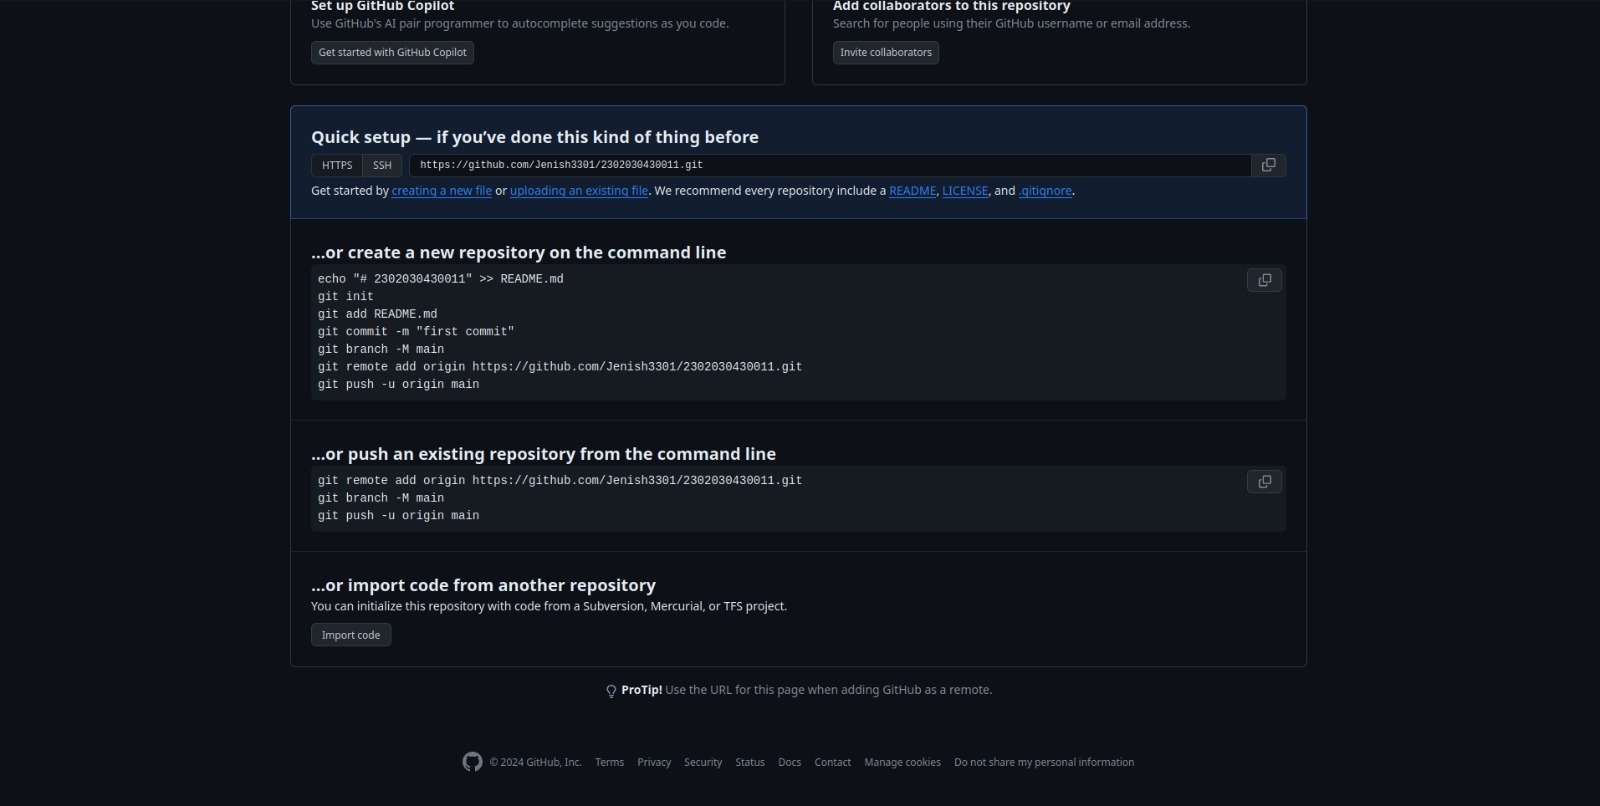 Set up GitHub Copilot
Use GitHub's AI pair programmer to autocomplete suggestions as you code.
Get started with GitHub Copilot
Add collaborators to this repository
Search for people using their GitHub username or email address.
Invite collaborators
Quick setup — if you’ve done this kind of thing before
HTTPS SSH https://github.com/Jenish3301/2302030430011.git
Get started by creating a new file or uploading an existing file. We recommend every repository include a README, LICENSE, and .gitignore.
…or create a new repository on the command line
echo "# 2302030430011" >> README.md
git init
git add README.md
git commit -m "first commit"
git branch -M main
git remote add origin https://github.com/Jenish3301/2302030430011.git
git push -u origin main
…or push an existing repository from the command line
git remote add origin https://github.com/Jenish3301/2302030430011.git
git branch -M main
git push -u origin main
…or import code from another repository
You can initialize this repository with code from a Subversion, Mercurial, or TFS project.
Import code
ProTip! Use the URL for this page when adding GitHub as a remote.
© 2024 GitHub, Inc. Terms Privacy Security Status Docs Contact Manage cookies Do not share my personal information